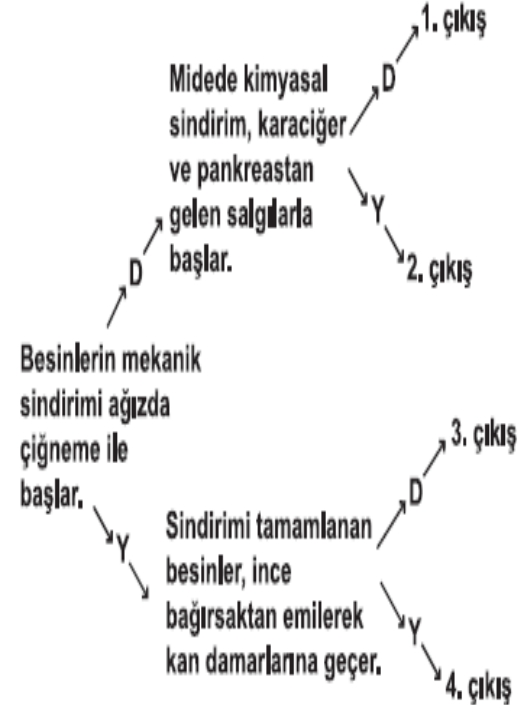 1. çıkış
D
Midede kimyasal
sindirim, karaciğer
ve pankreastan
gelen salgılarla
başlar.
Y
2. çıkış
D
Besinlerin mekanik
sindirimi ağızda
çiğneme ile
başlar.
Y
3. çıkış
D
Sindirimi tamamlanan
besinler, ince
bağırsaktan emilerek
kan damarlarına geçer.
Y
4. çıkış